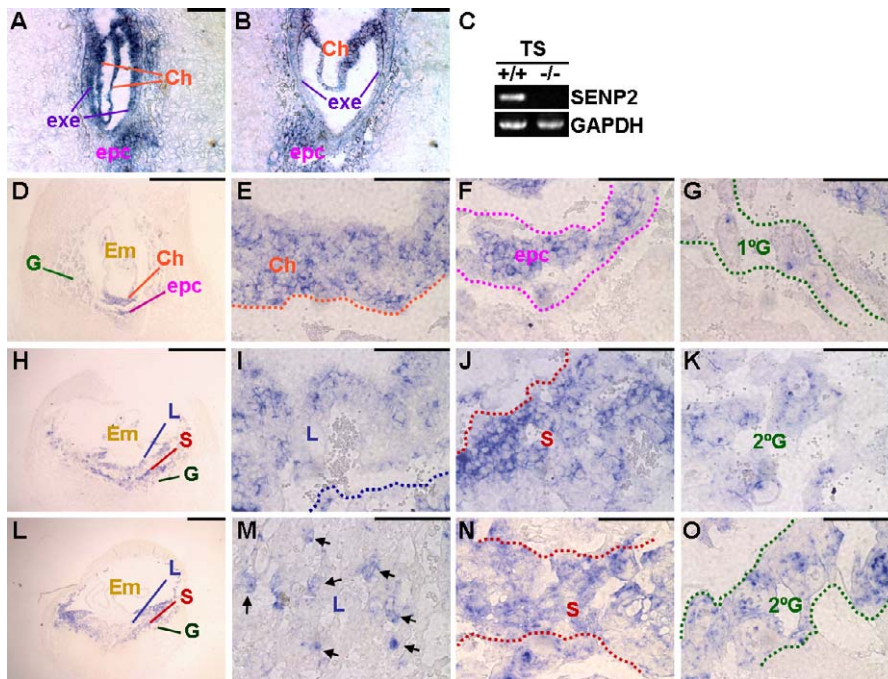 A
B
C
Ch
Ch
exe
exe
epc
epc
TS
+/+ -/-
SENP2
GAPDH
D
E
F
G
Em
G
Ch
epc
Ch
epc
1ºG
H
I
J
K
Em
L
S
G
L
S
2ºG
L
M
N
O
Em
L
S
G
L
S
2ºG